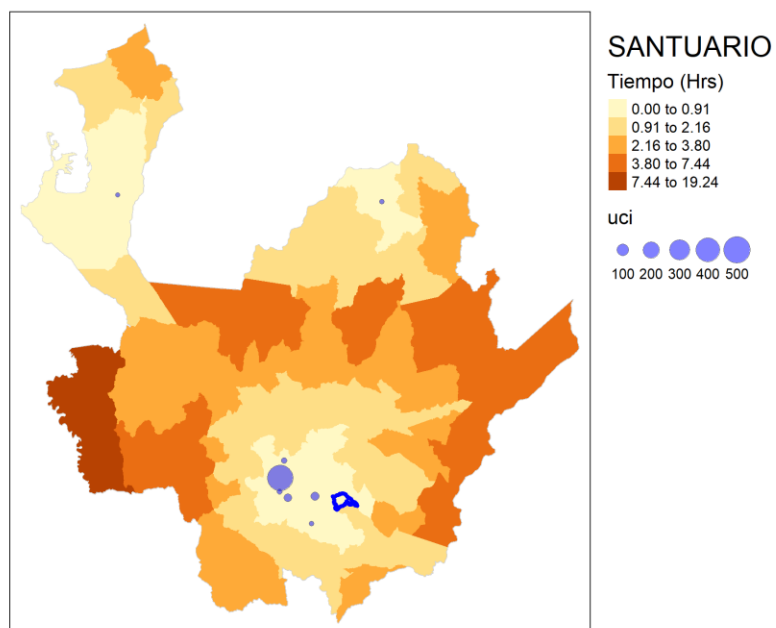 SANTUARIO
Tiempo (Hrs)
0.00 to 0.91
0.91 to 2.16
2.16 to 3.80
3.80 to 7.44
7.44 to 19.24
uci
100 200 300 400 500